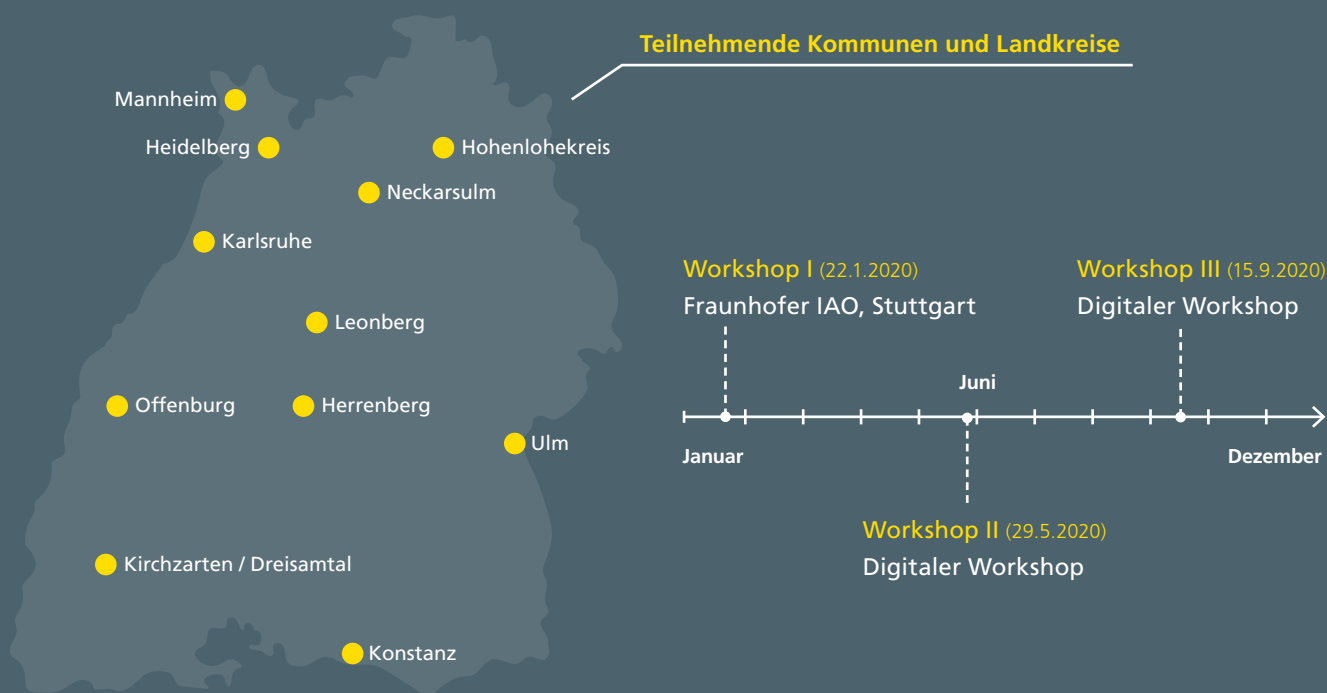 Teilnehmende Kommunen und Landkreise
Mannheim
Heidelberg
Hohenlohekreis
Neckarsulm
Karlsruhe
Leonberg
Offenburg
Herrenberg
Ulm
Kirchzarten / Dreisamtal
Konstanz
Workshop I (22.1.2020)
Fraunhofer IAO, Stuttgart
Workshop III (15.9.2020)
Digitaler Workshop
Juni
Januar
Dezember
Workshop II (29.5.2020)
Digitaler Workshop